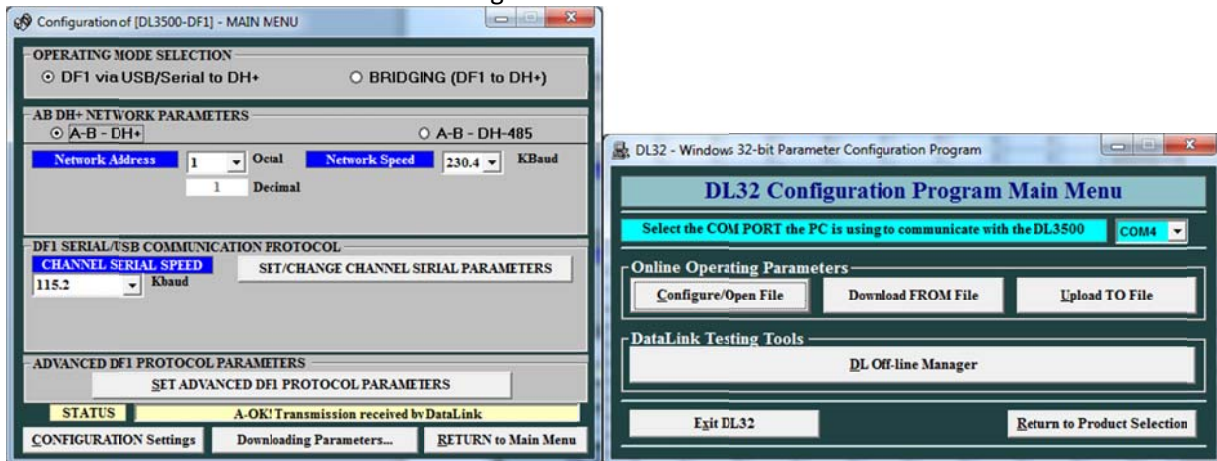 Configuration of [DL3500-DF1] - MAIN MENU
OPERATING MODE SELECTION
DF1 via USB/Serial to DH+ BRIDGING (DF1 to DH+)
AB DH+ NETWORK PARAMETERS
A-B - DH+ A-B - DH-485
Network Address 1 Octal Network Speed 230.4 KBaud
1 Decimal
DF1 SERIAL/USB COMMUNICATION PROTOCOL
CHANNEL SERIAL SPEED
115.2 Kbaud
SET/CHANGE CHANNEL SIRIAL PARAMETERS
ADVANCED DF1 PROTOCOL PARAMETERS
SET ADVANCED DF1 PROTOCOL PARAMETERS
STATUS A-OK! Transmission received by DataLink
CONFIGURATION Settings Downloading Parameters... RETURN to Main Menu
DL32 - Windows 32-bit Parameter Configuration Program
DL32 Configuration Program Main Menu
Select the COM PORT the PC is using to communicate with the DL3500 COM4
Online Operating Parameters
Configure/Open File Download FROM File Upload TO File
DataLink Testing Tools
DL Off-line Manager
Exit DL32 Return to Product Selection